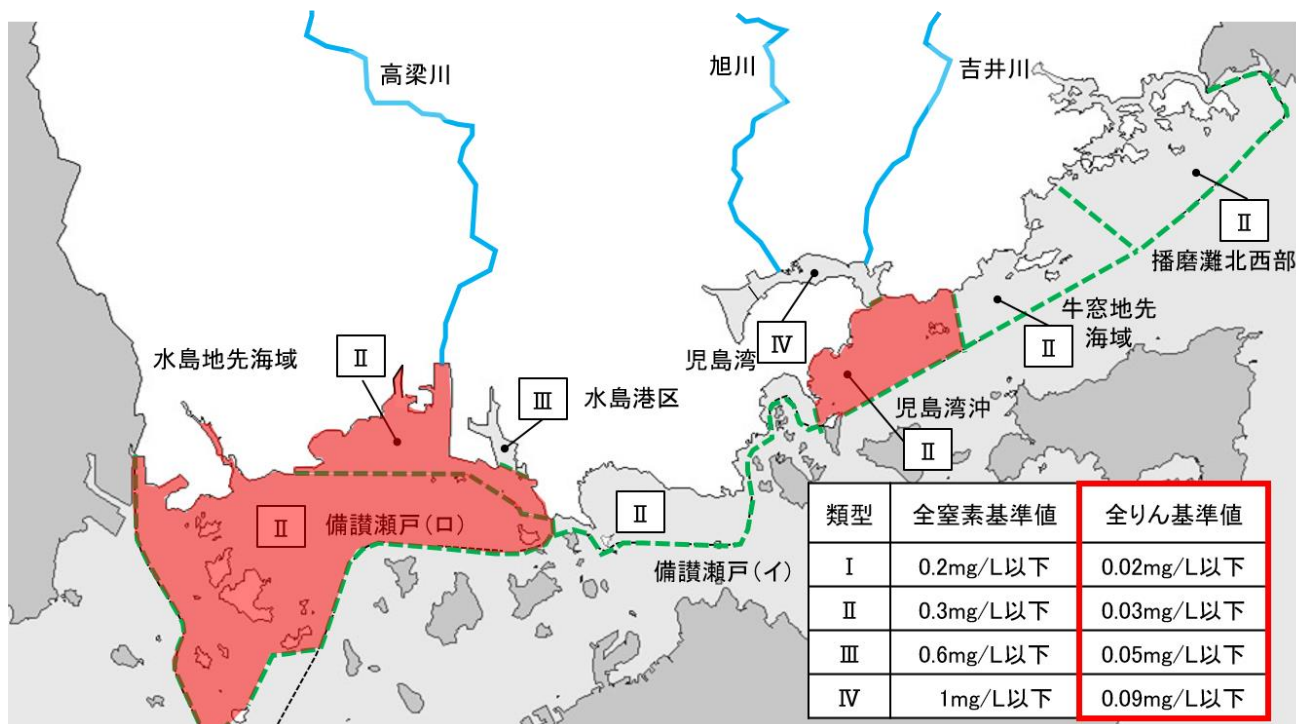 高梁川
旭川
吉井川
Ⅱ
播磨灘北西部
牛窓地先
海域
Ⅱ
Ⅳ
児島湾
児島湾沖
Ⅱ
水島地先海域
Ⅱ
Ⅲ
水島港区
Ⅱ
備讃瀬戸(ロ)
Ⅱ
備讃瀬戸(イ)
類型 全窒素基準値 全りん基準値
Ⅰ 0.2mg/L以下 0.02mg/L以下
Ⅱ 0.3mg/L以下 0.03mg/L以下
Ⅲ 0.6mg/L以下 0.05mg/L以下
Ⅳ 1mg/L以下 0.09mg/L以下